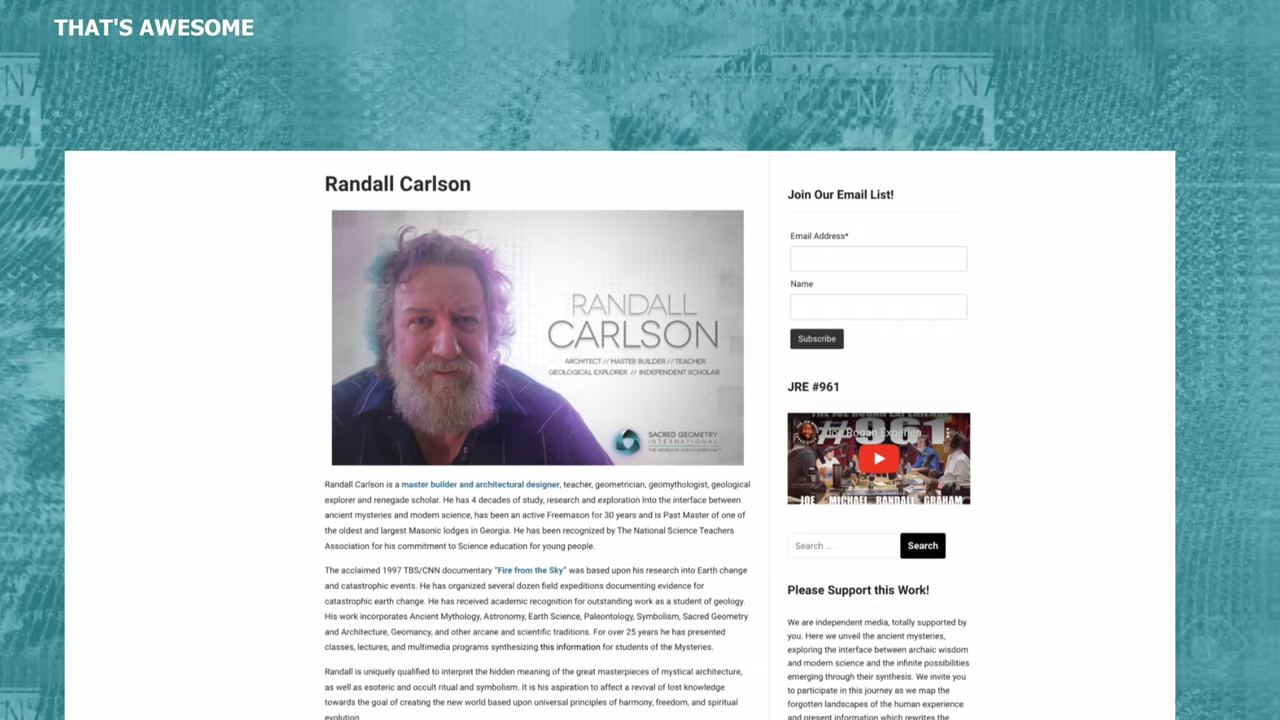 THAT'S AWESOME
Randall Carlson
RANDALL
CARLSON
ARCHITECT // MASTER BUILDER // TEACHER
GEOLOGICAL EXPLORER // INDEPENDENT SCHOLAR
SACRED GEOMETRY
INTERNATIONAL
Randall Carlson is a master builder and architectural designer, teacher, geometrician, geomythologist, geological
explorer and renegade scholar. He has 4 decades of study, research and exploration Into the interface between
ancient mysteries and modern science, has been an active Freemason for 30 years and is Past Master of one of
the oldest and largest Masonic lodges in Georgia. He has been recognized by The National Science Teachers
Association for his commitment to Science education for young people.
The acclaimed 1997 TBS/CNN documentary "Fire from the Sky" was based upon his research into Earth change
and catastrophic events. He has organized several dozen field expeditions documenting evidence for
catastrophic earth change. He has received academic recognition for outstanding work as a student of geology.
His work incorporates Ancient Mythology, Astronomy, Earth Science, Paleontology, Symbolism, Sacred Geometry
and Architecture, Geomancy, and other arcane and scientific traditions. For over 25 years he has presented
classes, lectures, and multimedia programs synthesizing this information for students of the Mysteries.
Randall is uniquely qualified to interpret the hidden meaning of the great masterpieces of mystical architecture,
as well as esoteric and occult ritual and symbolism. It is his aspiration to affect a revival of lost knowledge
towards the goal of creating the new world based upon universal principles of harmony, freedom, and spiritual
evolution.
Join Our Email List!
Email Address*
Name
Subscribe
JRE #961
THE JOE ROGAN EXPERIENCE
#961
Joe Rogan Experien...
JOE MICHAEL RANDALL GRAHAM
Search ...
Search
Please Support this Work!
We are independent media, totally supported by
you. Here we unveil the ancient mysteries,
exploring the interface between archaic wisdom
and modern science and the infinite possibilities
emerging through their synthesis. We invite you
to participate in this journey as we map the
forgotten landscapes of the human experience
and present information which rewrites the